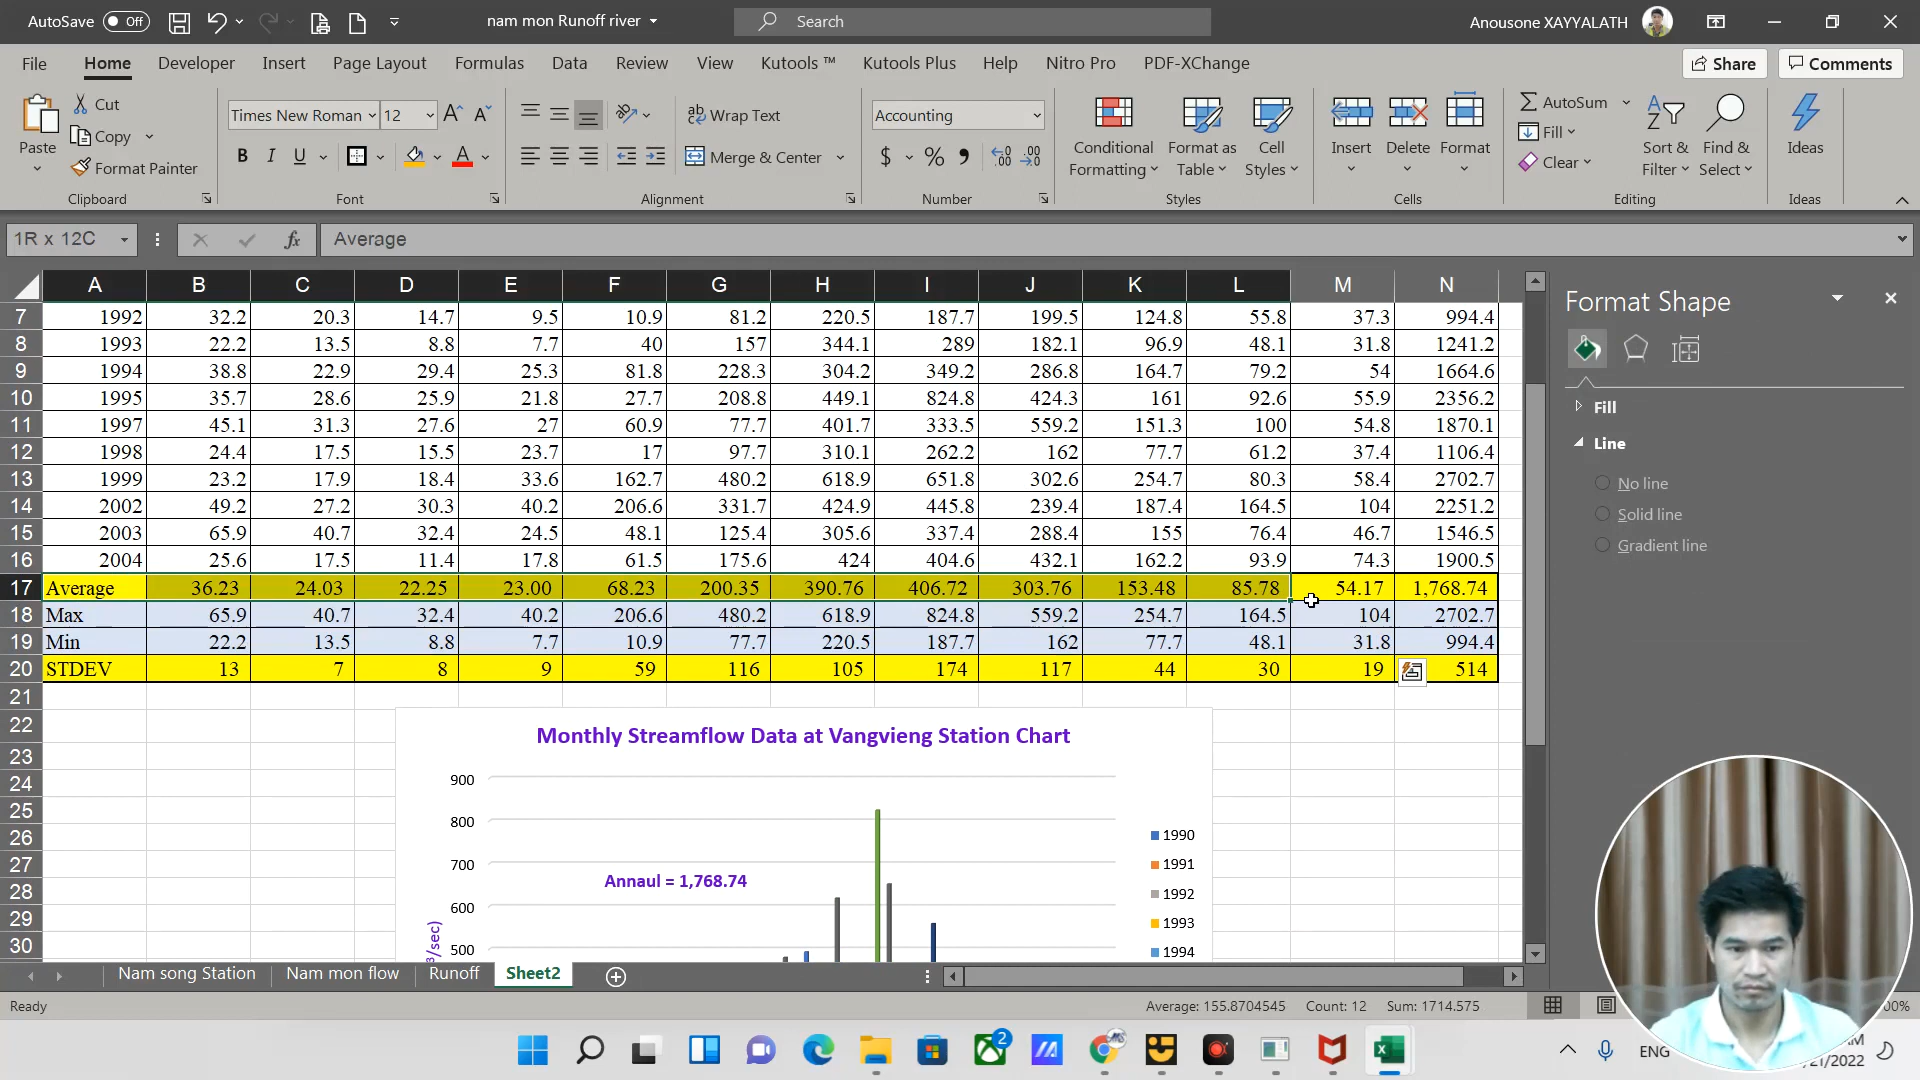 AutoSave Off
nam mon Runoff river
Search
Anousone XAYYALATH
File Home Developer Insert Page Layout Formulas Data Review View Kutools ™ Kutools Plus Help Nitro Pro PDF-XChange
Share Comments
Paste
Cut
Copy
Format Painter
Clipboard
Times New Roman 12
B I U
Font
Wrap Text
Merge & Center
Alignment
Accounting
$ % ,
Number
Conditional Formatting
Format as Table
Cell Styles
Styles
Insert Delete Format
Cells
AutoSum
Fill
Clear
Sort & Filter
Find & Select
Editing
Ideas
Ideas
1R x 12C fx Average
A B C D E F G H I J K L M N
7 1992 32.2 20.3 14.7 9.5 10.9 81.2 220.5 187.7 199.5 124.8 55.8 37.3 994.4
8 1993 22.2 13.5 8.8 7.7 40 157 344.1 289 182.1 96.9 48.1 31.8 1241.2
9 1994 38.8 22.9 29.4 25.3 81.8 228.3 304.2 349.2 286.8 164.7 79.2 54 1664.6
10 1995 35.7 28.6 25.9 21.8 27.7 208.8 449.1 824.8 424.3 161 92.6 55.9 2356.2
11 1997 45.1 31.3 27.6 27 60.9 77.7 401.7 333.5 559.2 151.3 100 54.8 1870.1
12 1998 24.4 17.5 15.5 23.7 17 97.7 310.1 262.2 162 77.7 61.2 37.4 1106.4
13 1999 23.2 17.9 18.4 33.6 162.7 480.2 618.9 651.8 302.6 254.7 80.3 58.4 2702.7
14 2002 49.2 27.2 30.3 40.2 206.6 331.7 424.9 445.8 239.4 187.4 164.5 104 2251.2
15 2003 65.9 40.7 32.4 24.5 48.1 125.4 305.6 337.4 288.4 155 76.4 46.7 1546.5
16 2004 25.6 17.5 11.4 17.8 61.5 175.6 424 404.6 432.1 162.2 93.9 74.3 1900.5
17 Average 36.23 24.03 22.25 23.00 68.23 200.35 390.76 406.72 303.76 153.48 85.78 54.17 1,768.74
18 Max 65.9 40.7 32.4 40.2 206.6 480.2 618.9 824.8 559.2 254.7 164.5 104 2702.7
19 Min 22.2 13.5 8.8 7.7 10.9 77.7 220.5 187.7 162 77.7 48.1 31.8 994.4
20 STDEV 13 7 8 9 59 116 105 174 117 44 30 19 514
21
22
23
24
25
26
27
28
29
30
Monthly Streamflow Data at Vangvieng Station Chart
900
800
700
600
500
Annaul = 1,768.74
³/sec)
1990
1991
1992
1993
1994
Format Shape
Fill
Line
No line
Solid line
Gradient line
Nam song Station Nam mon flow Runoff Sheet2
Ready
Average: 155.8704545 Count: 12 Sum: 1714.575
00%
2
ENG
AM
/21/2022